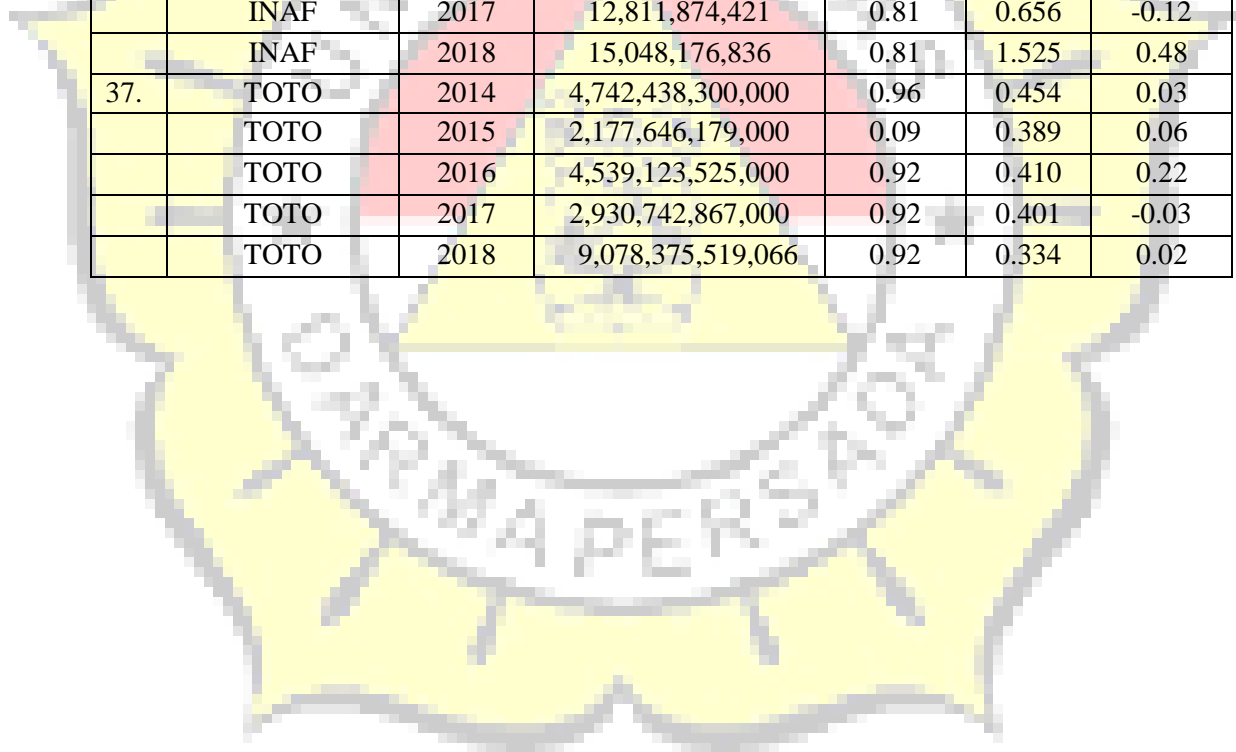 INAF 2017 12,811,874,421 0.81 0.656 -0.12
INAF 2018 15,048,176,836 0.81 1.525 0.48
37. TOTO 2014 4,742,438,300,000 0.96 0.454 0.03
TOTO 2015 2,177,646,179,000 0.09 0.389 0.06
TOTO 2016 4,539,123,525,000 0.92 0.410 0.22
TOTO 2017 2,930,742,867,000 0.92 0.401 -0.03
TOTO 2018 9,078,375,519,066 0.92 0.334 0.02
DARMA PERSADA